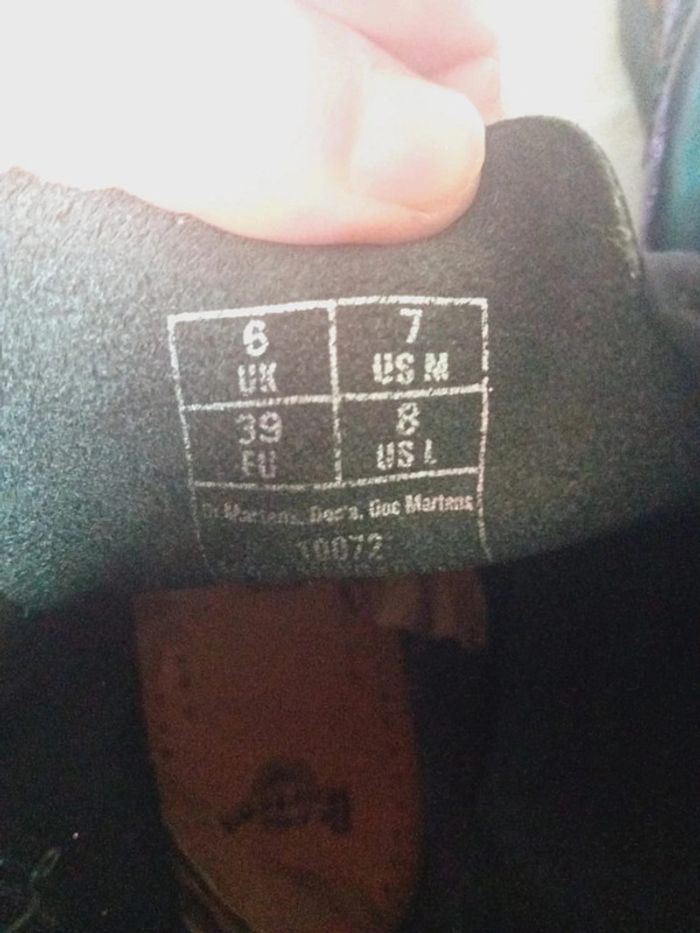 6 7
UK US M
39 8
EU US L
Dr Martens, Doc's, Doc Martens
10072